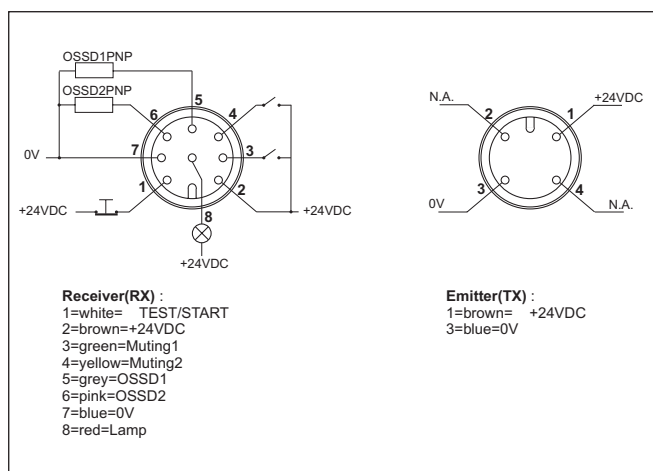 OSSD1PNP
OSSD2PNP
5
6
4
0V
7
3
1
2
+24VDC
8
+24VDC
+24VDC
N.A.
2
1
+24VDC
3
4
0V
N.A.
Receiver(RX) :
1=white= TEST/START
2=brown=+24VDC
3=green=Muting1
4=yellow=Muting2
5=grey=OSSD1
6=pink=OSSD2
7=blue=0V
8=red=Lamp
Emitter(TX) :
1=brown= +24VDC
3=blue=0V